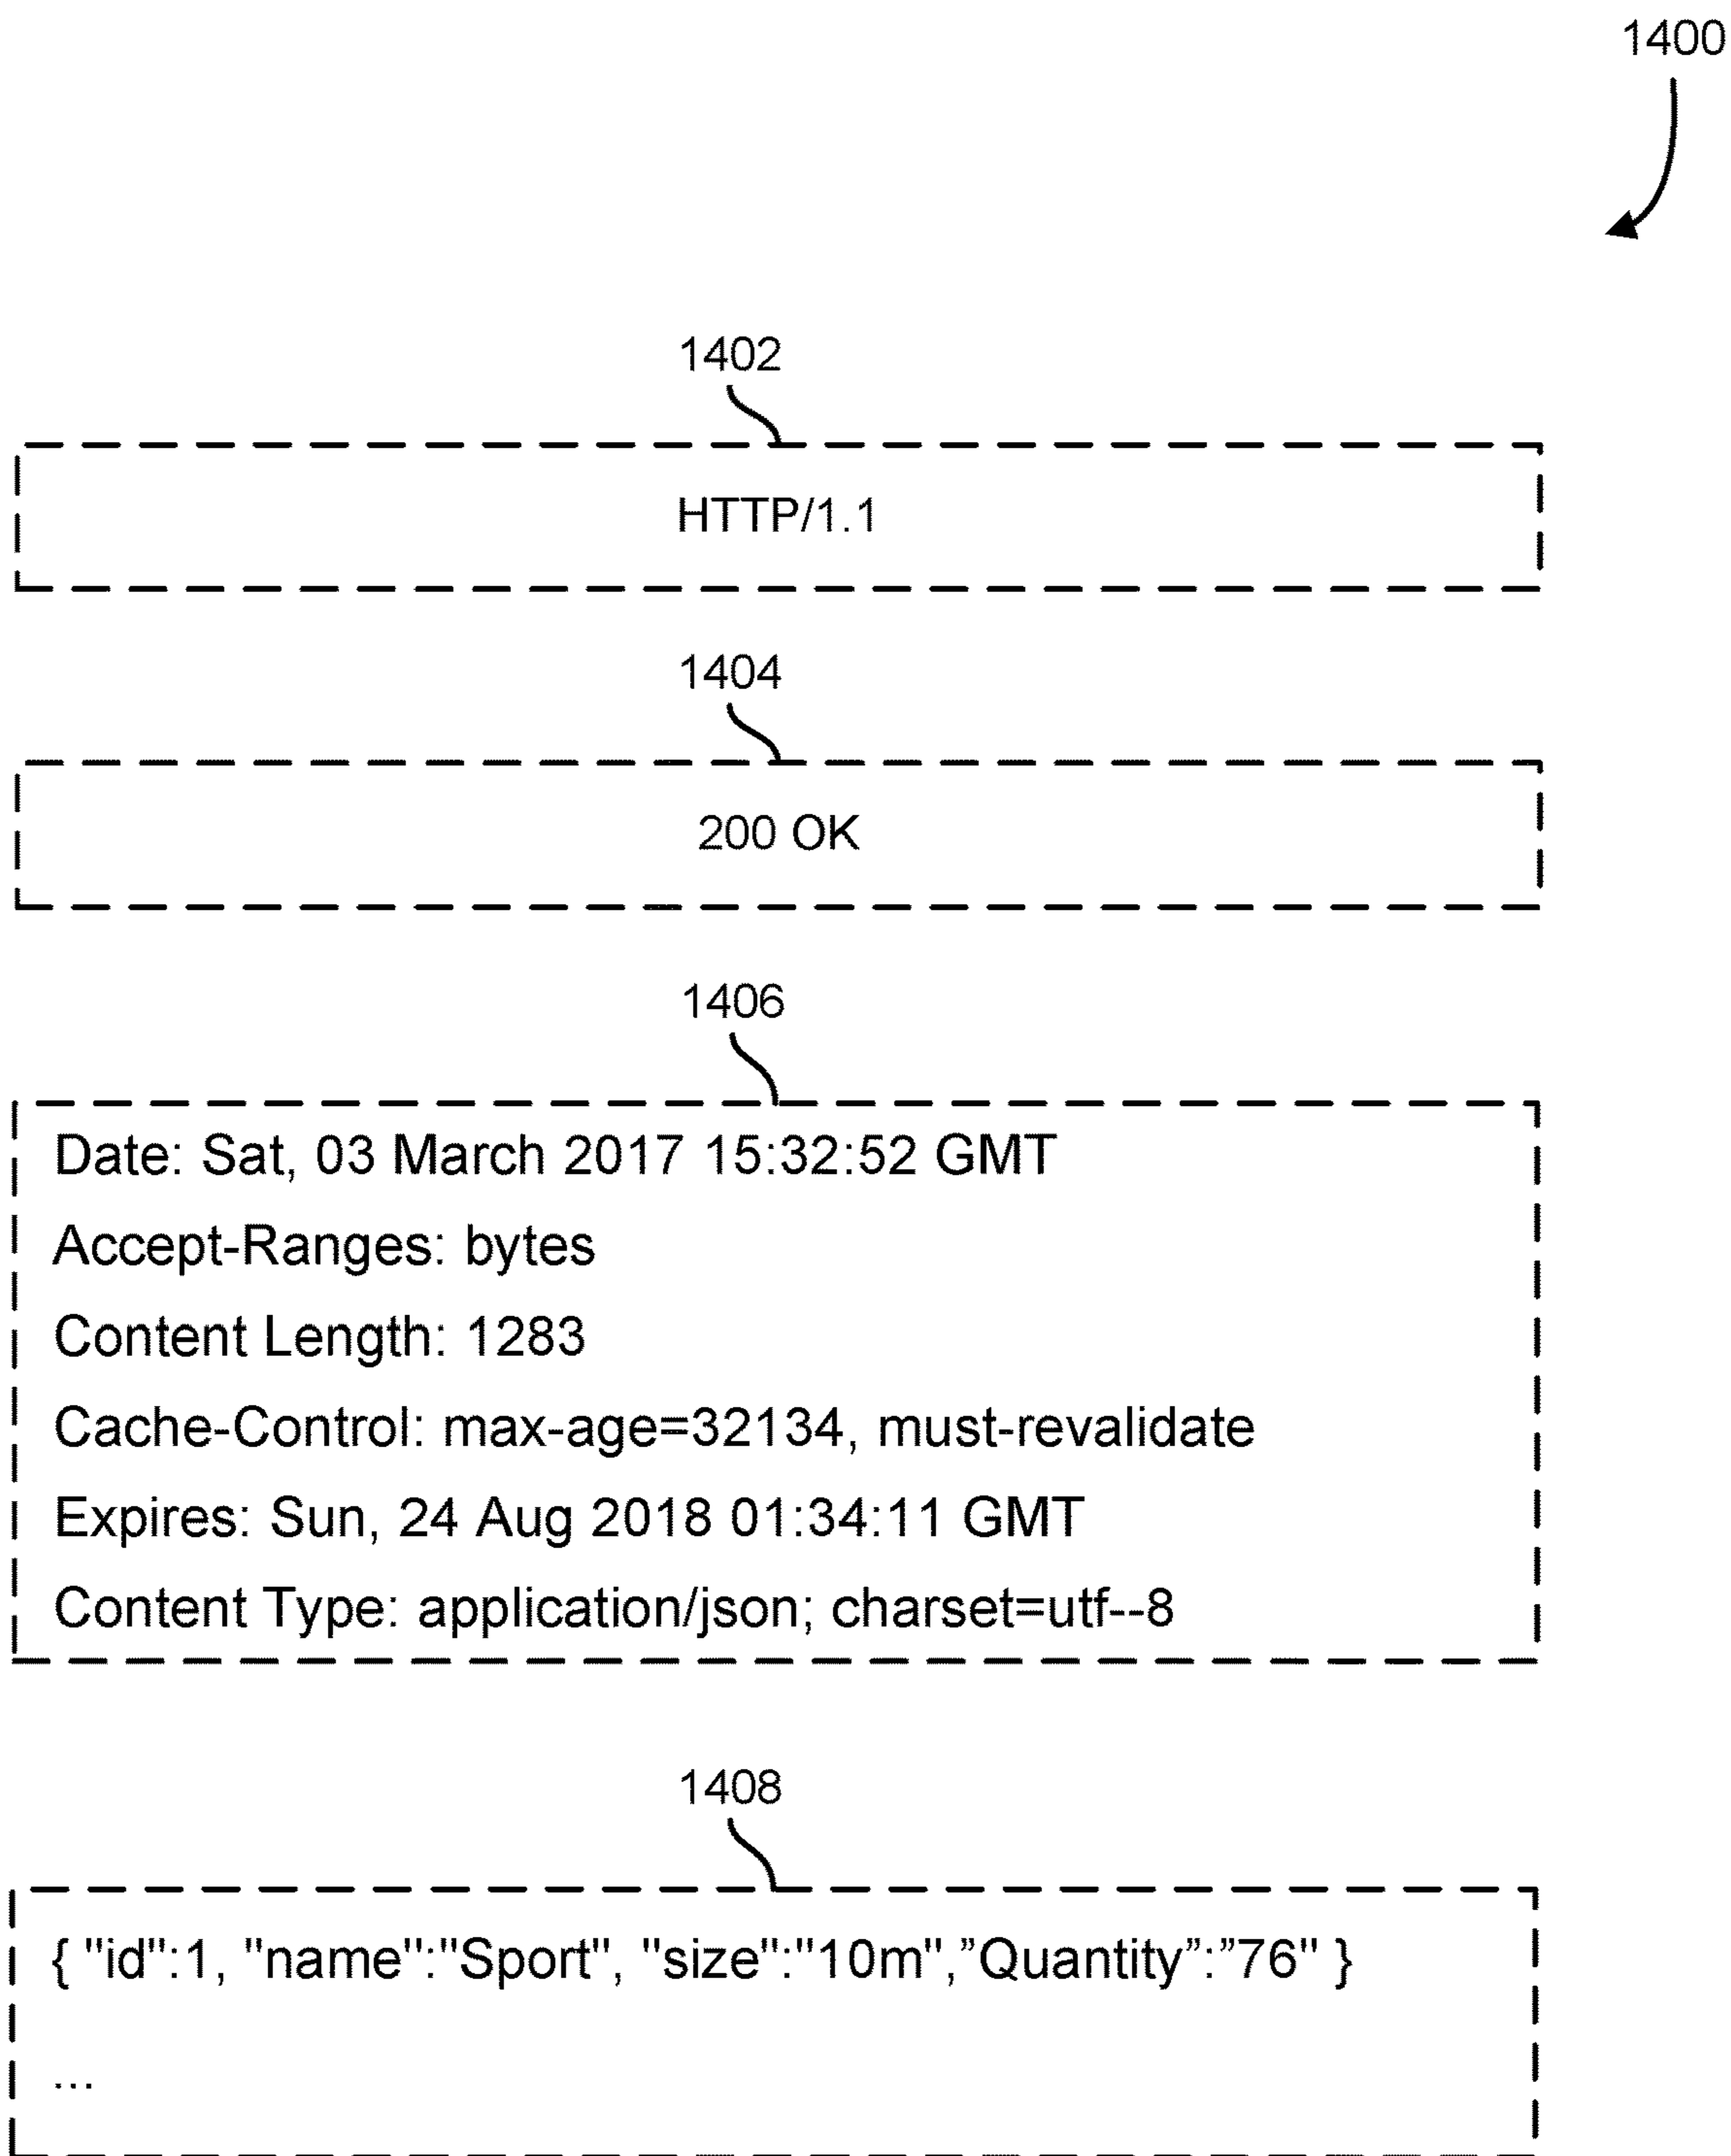 1400
1402
HTTP/1.1
1404
200 OK
1406
Date: Sat, 03 March 2017 15:32:52 GMT
Accept-Ranges: bytes
Content Length: 1283
Cache-Control: max-age=32134, must-revalidate
Expires: Sun, 24 Aug 2018 01:34:11 GMT
Content Type: application/json; charset=utf--8
1408
{ "id":1, "name":"Sport", "size":"10m",”Quantity”:”76" }
...